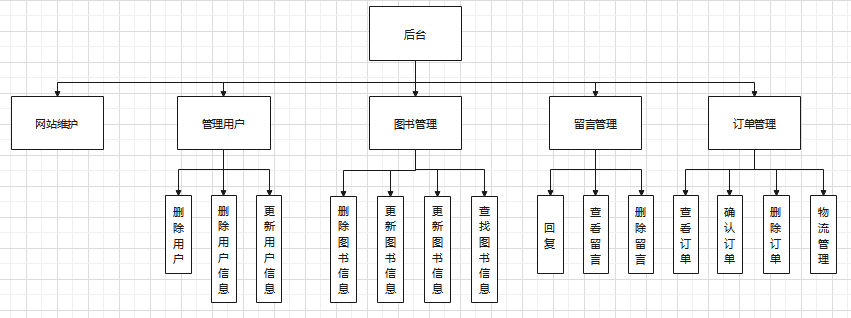 后台
网站维护
管理用户
图书管理
留言管理
订单管理
删除用户
删除用户信息
更新用户信息
删除图书信息
更新图书信息
更新图书信息
查找图书信息
回复
查看留言
删除留言
查看订单
确认订单
删除订单
物流管理